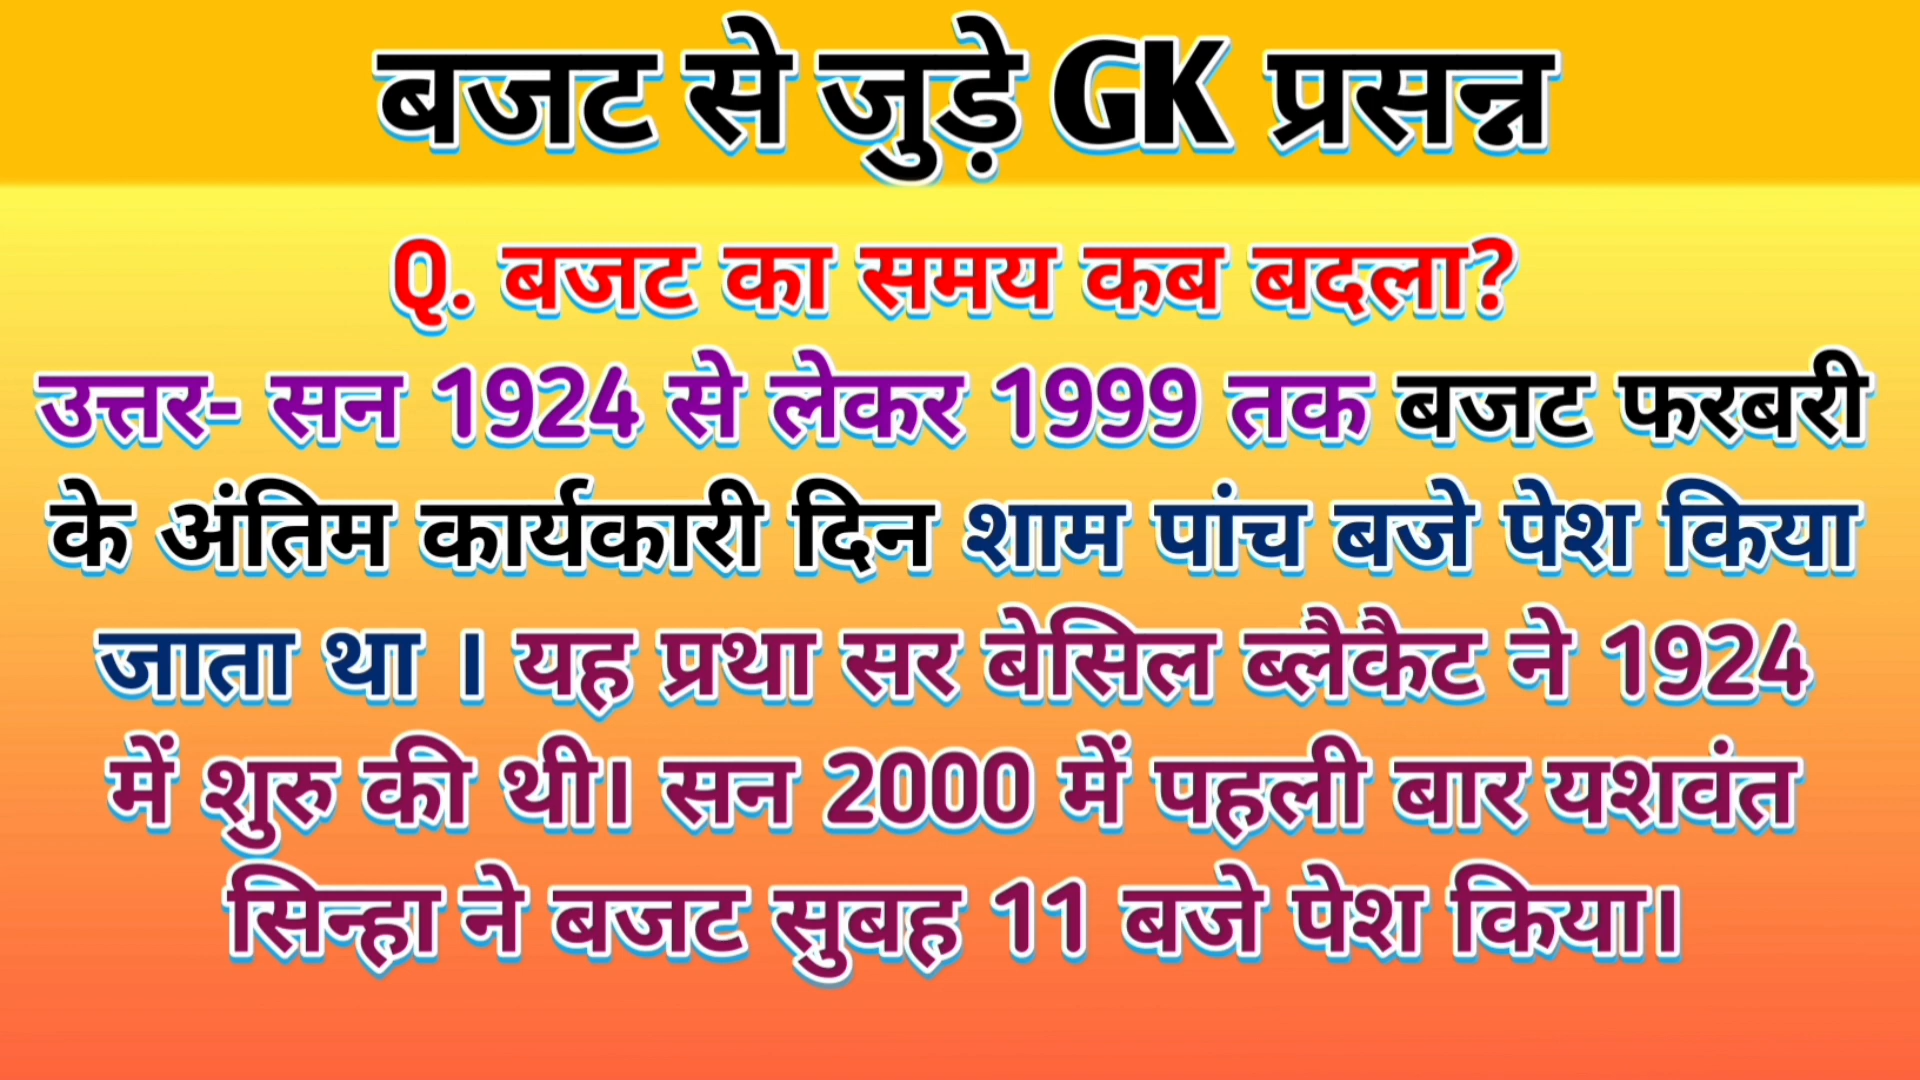 बजट से जुड़े GK प्रसन्न
Q. बजट का समय कब बदला?
उत्तर- सन 1924 से लेकर 1999 तक बजट फरबरी
के अंतिम कार्यकारी दिन शाम पांच बजे पेश किया
जाता था । यह प्रथा सर बेसिल ब्लैकैट ने 1924
में शुरु की थी। सन 2000 में पहली बार यशवंत
सिन्हा ने बजट सुबह 11 बजे पेश किया।